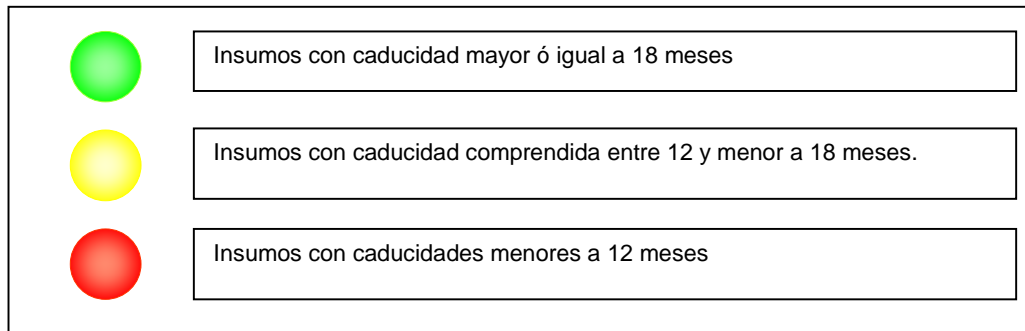 Insumos con caducidad mayor ó igual a 18 meses
Insumos con caducidad comprendida entre 12 y menor a 18 meses.
Insumos con caducidades menores a 12 meses